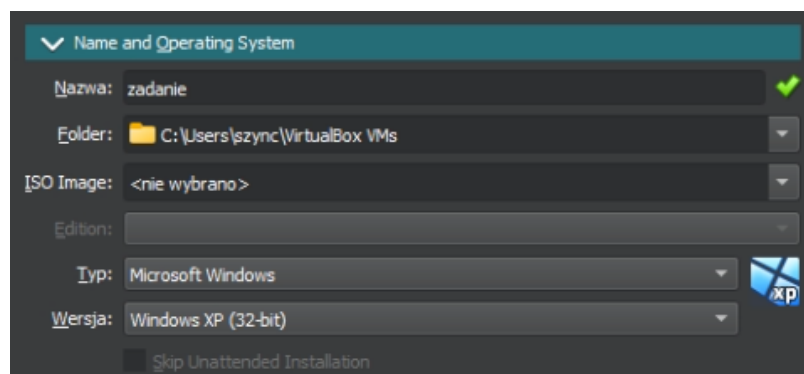 Name and Operating System
Nazwa: zadanie
Folder: C:\Users\szync\VirtualBox VMs
ISO Image: <nie wybrano>
Edition:
Typ: Microsoft Windows
xp
Wersja: Windows XP (32-bit)
Skip Unattended Installation